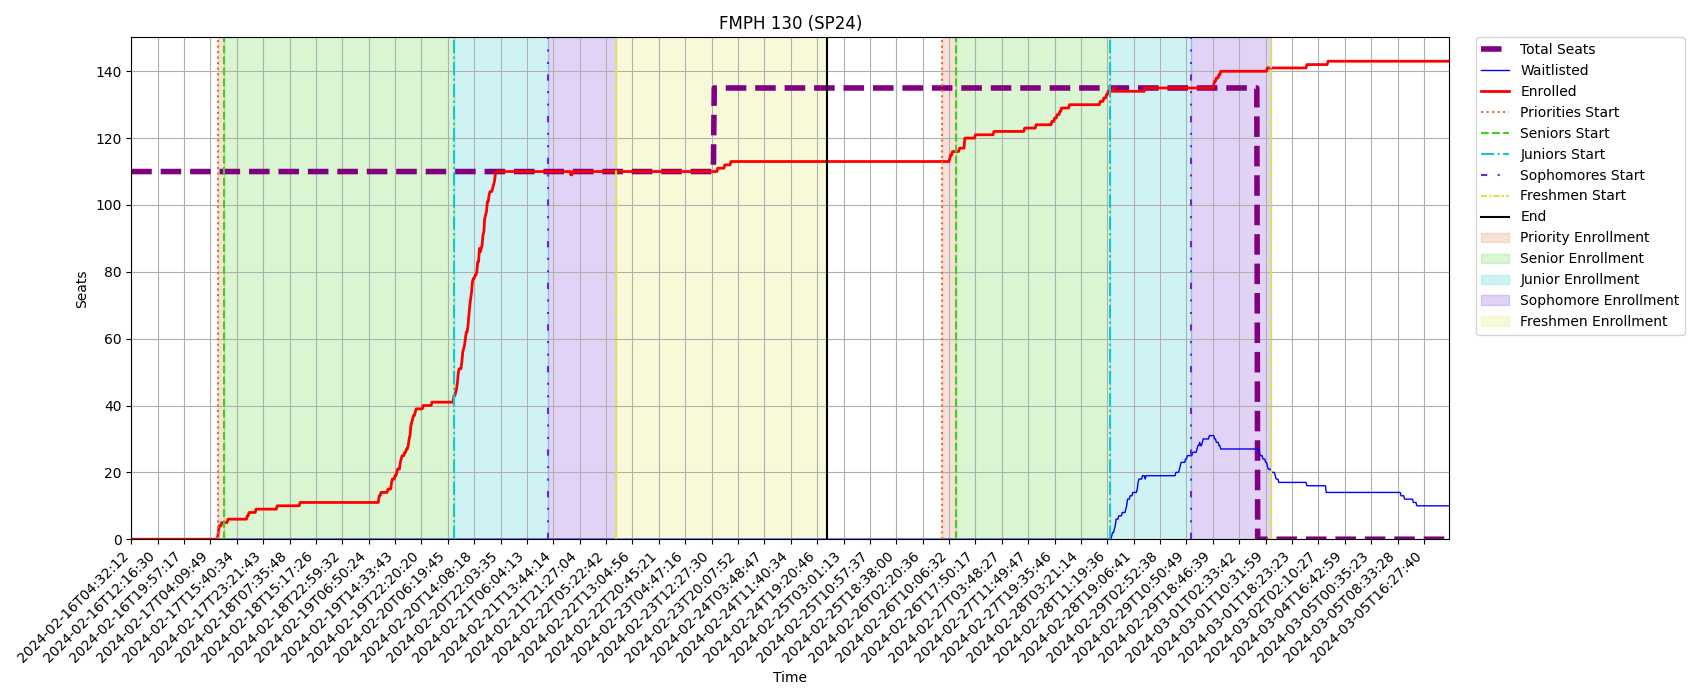 FMPH 130 (SP24)
Seats
140
120
100
80
60
40
20
0
2024-02-16T04:32:12
2024-02-16T12:16:30
2024-02-16T19:57:17
2024-02-17T04:09:49
2024-02-17T15:40:34
2024-02-17T23:21:43
2024-02-18T07:35:48
2024-02-18T15:17:26
2024-02-18T22:59:32
2024-02-19T06:50:24
2024-02-19T14:33:43
2024-02-19T22:20:20
2024-02-20T06:19:45
2024-02-20T14:08:18
2024-02-20T22:03:35
2024-02-21T06:04:13
2024-02-21T13:44:14
2024-02-21T21:27:04
2024-02-22T05:22:42
2024-02-22T13:04:56
2024-02-22T20:45:21
2024-02-23T04:47:16
2024-02-23T12:27:30
2024-02-23T20:07:52
2024-02-24T03:48:47
2024-02-24T11:40:34
2024-02-24T19:20:46
2024-02-25T03:01:13
2024-02-25T10:57:37
2024-02-25T18:38:00
2024-02-26T02:20:36
2024-02-26T10:06:32
2024-02-26T17:50:17
2024-02-27T03:48:27
2024-02-27T11:49:47
2024-02-27T19:35:46
2024-02-28T03:21:14
2024-02-28T11:19:36
2024-02-28T19:06:41
2024-02-29T02:52:38
2024-02-29T10:50:49
2024-02-29T18:46:39
2024-03-01T02:33:42
2024-03-01T10:31:59
2024-03-01T18:23:23
2024-03-02T02:10:27
2024-03-04T16:42:59
2024-03-05T00:35:23
2024-03-05T08:33:28
2024-03-05T16:27:40
Time
Total Seats
Waitlisted
Enrolled
Priorities Start
Seniors Start
Juniors Start
Sophomores Start
Freshmen Start
End
Priority Enrollment
Senior Enrollment
Junior Enrollment
Sophomore Enrollment
Freshmen Enrollment